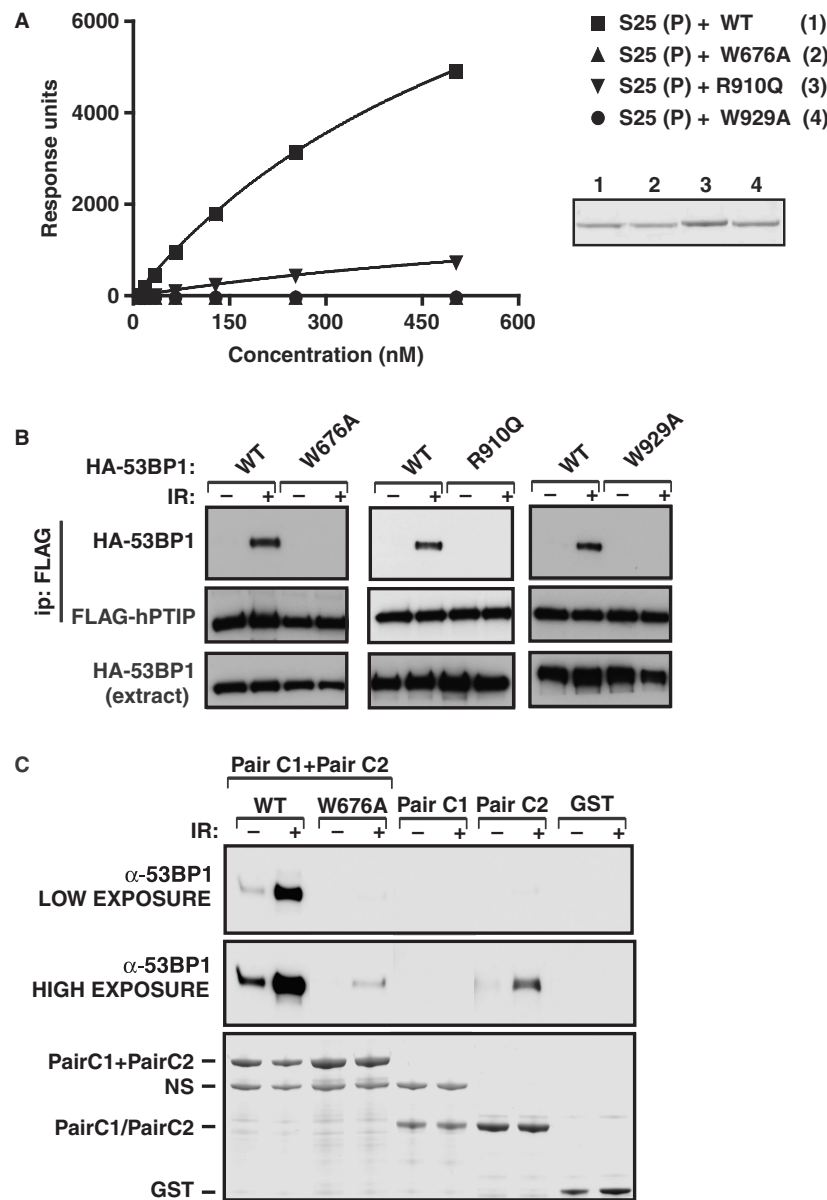 A
6000
4000
2000
0
Response units
0 150 300 450 600
Concentration (nM)
S25 (P) + WT (1)
S25 (P) + W676A (2)
S25 (P) + R910Q (3)
S25 (P) + W929A (4)
1 2 3 4
B
HA-53BP1: WT W676A WT R910Q WT W929A
IR: – + – + – + – + – + – +
ip: FLAG
HA-53BP1
FLAG-hPTIP
HA-53BP1
(extract)
C
Pair C1+Pair C2
WT W676A Pair C1 Pair C2 GST
IR: – + – + – + – + – +
α-53BP1
LOW EXPOSURE
α-53BP1
HIGH EXPOSURE
PairC1+PairC2 –
NS –
PairC1/PairC2 –
GST –